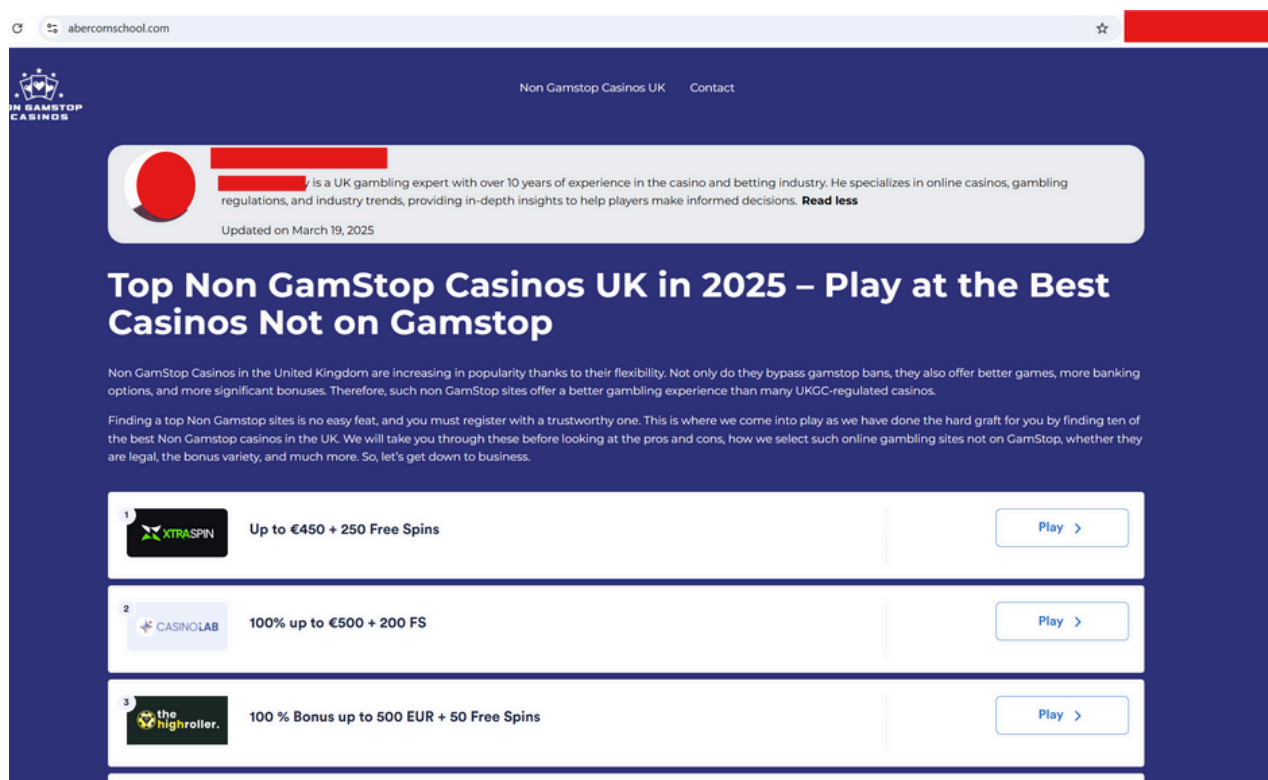 abercornschool.com
Non Gamstop Casinos UK Contact
ON GAMSTOP
CASINOS
is a UK gambling expert with over 10 years of experience in the casino and betting industry. He specializes in online casinos, gambling
regulations, and industry trends, providing in-depth insights to help players make informed decisions. Read less
Updated on March 19, 2025
Top Non GamStop Casinos UK in 2025 – Play at the Best
Casinos Not on Gamstop
Non GamStop Casinos in the United Kingdom are increasing in popularity thanks to their flexibility. Not only do they bypass gamstop bans, they also offer better games, more banking
options, and more significant bonuses. Therefore, such non GamStop sites offer a better gambling experience than many UKGC-regulated casinos.
Finding a top Non Gamstop sites is no easy feat, and you must register with a trustworthy one. This is where we come into play as we have done the hard graft for you by finding ten of
the best Non Gamstop casinos in the UK. We will take you through these before looking at the pros and cons, how we select such online gambling sites not on GamStop, whether they
are legal, the bonus variety, and much more. So, let's get down to business.
1
XTRASPIN
Up to €450 + 250 Free Spins
Play
2
CASINOLAB
100% up to €500 + 200 FS
Play
3
the
highroller.
100 % Bonus up to 500 EUR + 50 Free Spins
Play